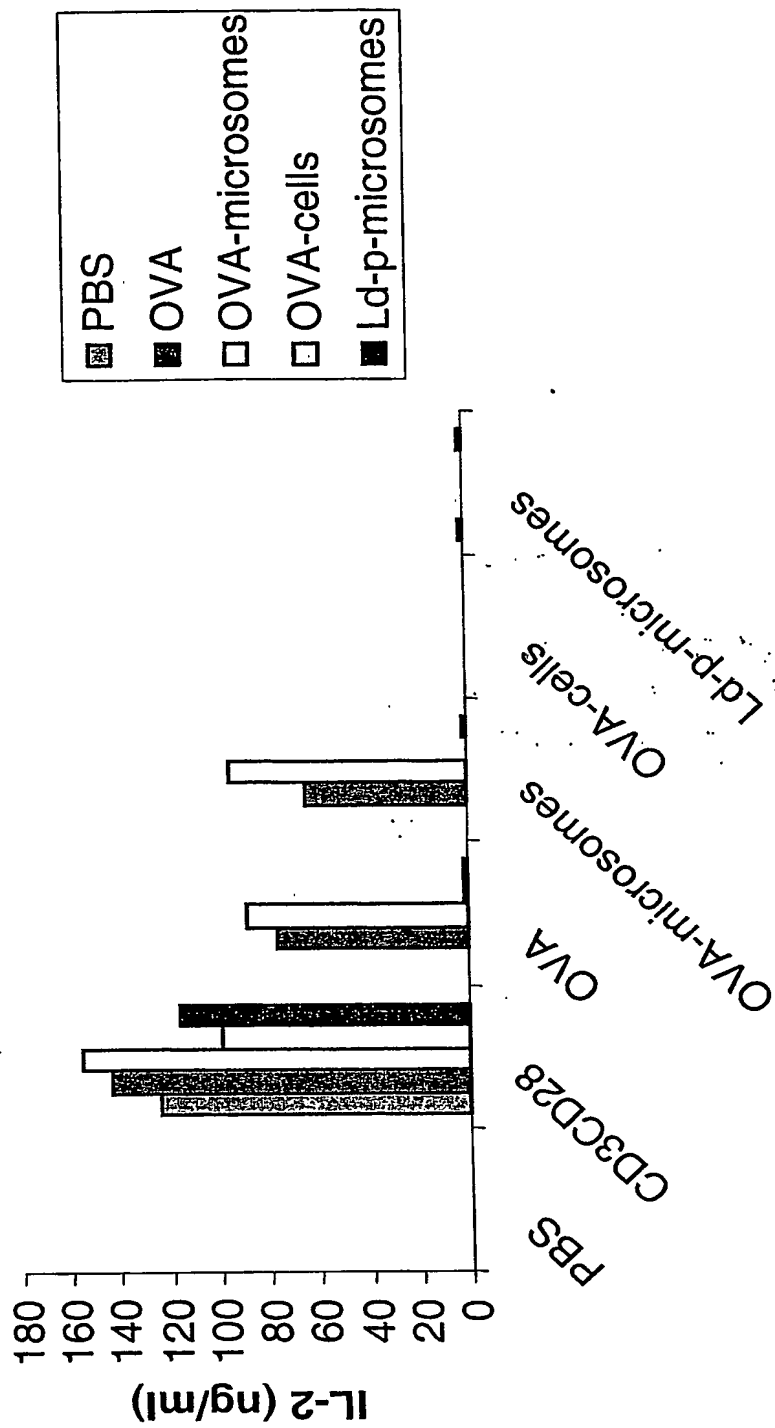 IL-2 (ng/ml)
180
160
140
120
100
80
60
40
20
0
PBS
CD3CD28
OVA
OVA-microsomes
OVA-cells
Ld-p-microsomes
PBS
OVA
OVA-microsomes
OVA-cells
Ld-p-microsomes